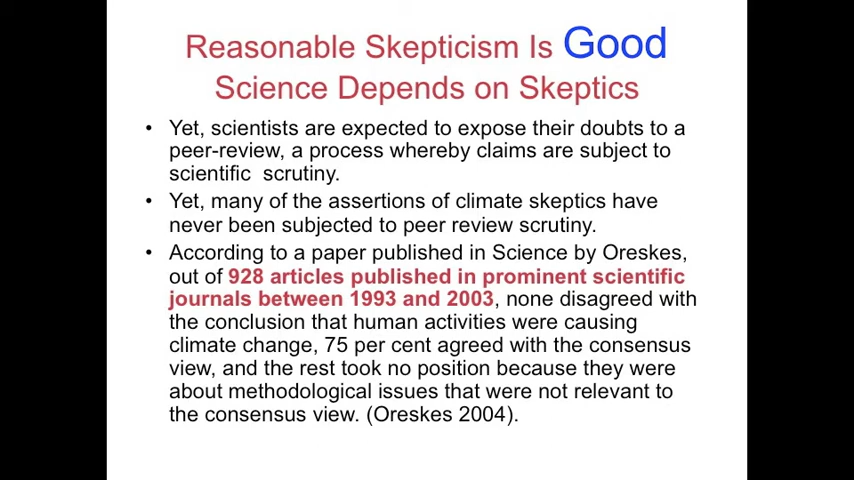 Reasonable Skepticism Is Good
Science Depends on Skeptics
• Yet, scientists are expected to expose their doubts to a
peer-review, a process whereby claims are subject to
scientific scrutiny.
• Yet, many of the assertions of climate skeptics have
never been subjected to peer review scrutiny.
• According to a paper published in Science by Oreskes,
out of 928 articles published in prominent scientific
journals between 1993 and 2003, none disagreed with
the conclusion that human activities were causing
climate change, 75 per cent agreed with the consensus
view, and the rest took no position because they were
about methodological issues that were not relevant to
the consensus view. (Oreskes 2004).